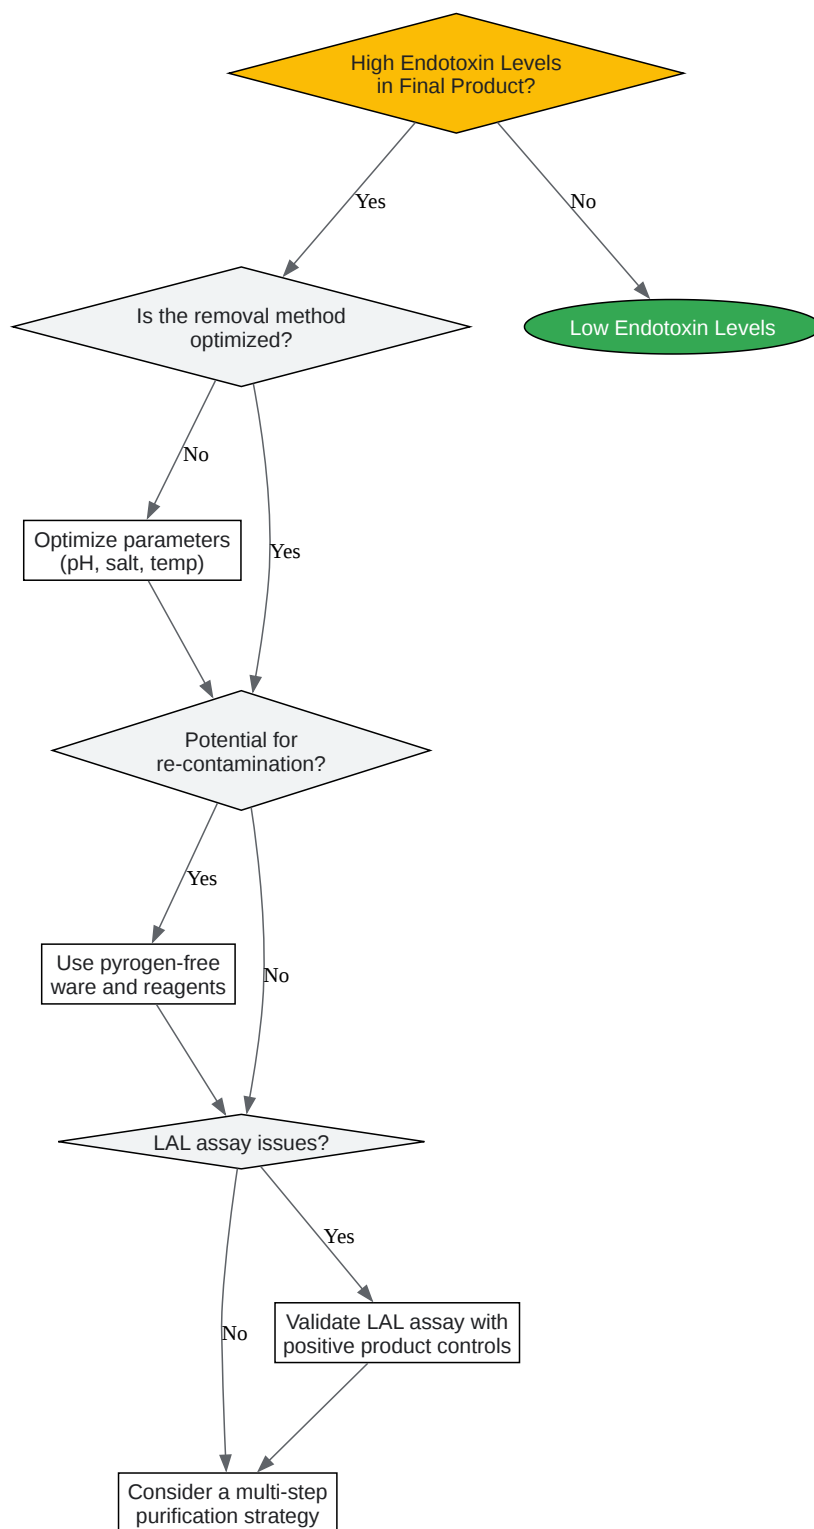 High Endotoxin Levels
in Final Product?
Yes
No
Is the removal method
optimized?
Low Endotoxin Levels
No
Optimize parameters
(pH, salt, temp)
Yes
Potential for
re-contamination?
Yes
Use pyrogen-free
ware and reagents
No
LAL assay issues?
Yes
Validate LAL assay with
positive product controls
No
Consider a multi-step
purification strategy